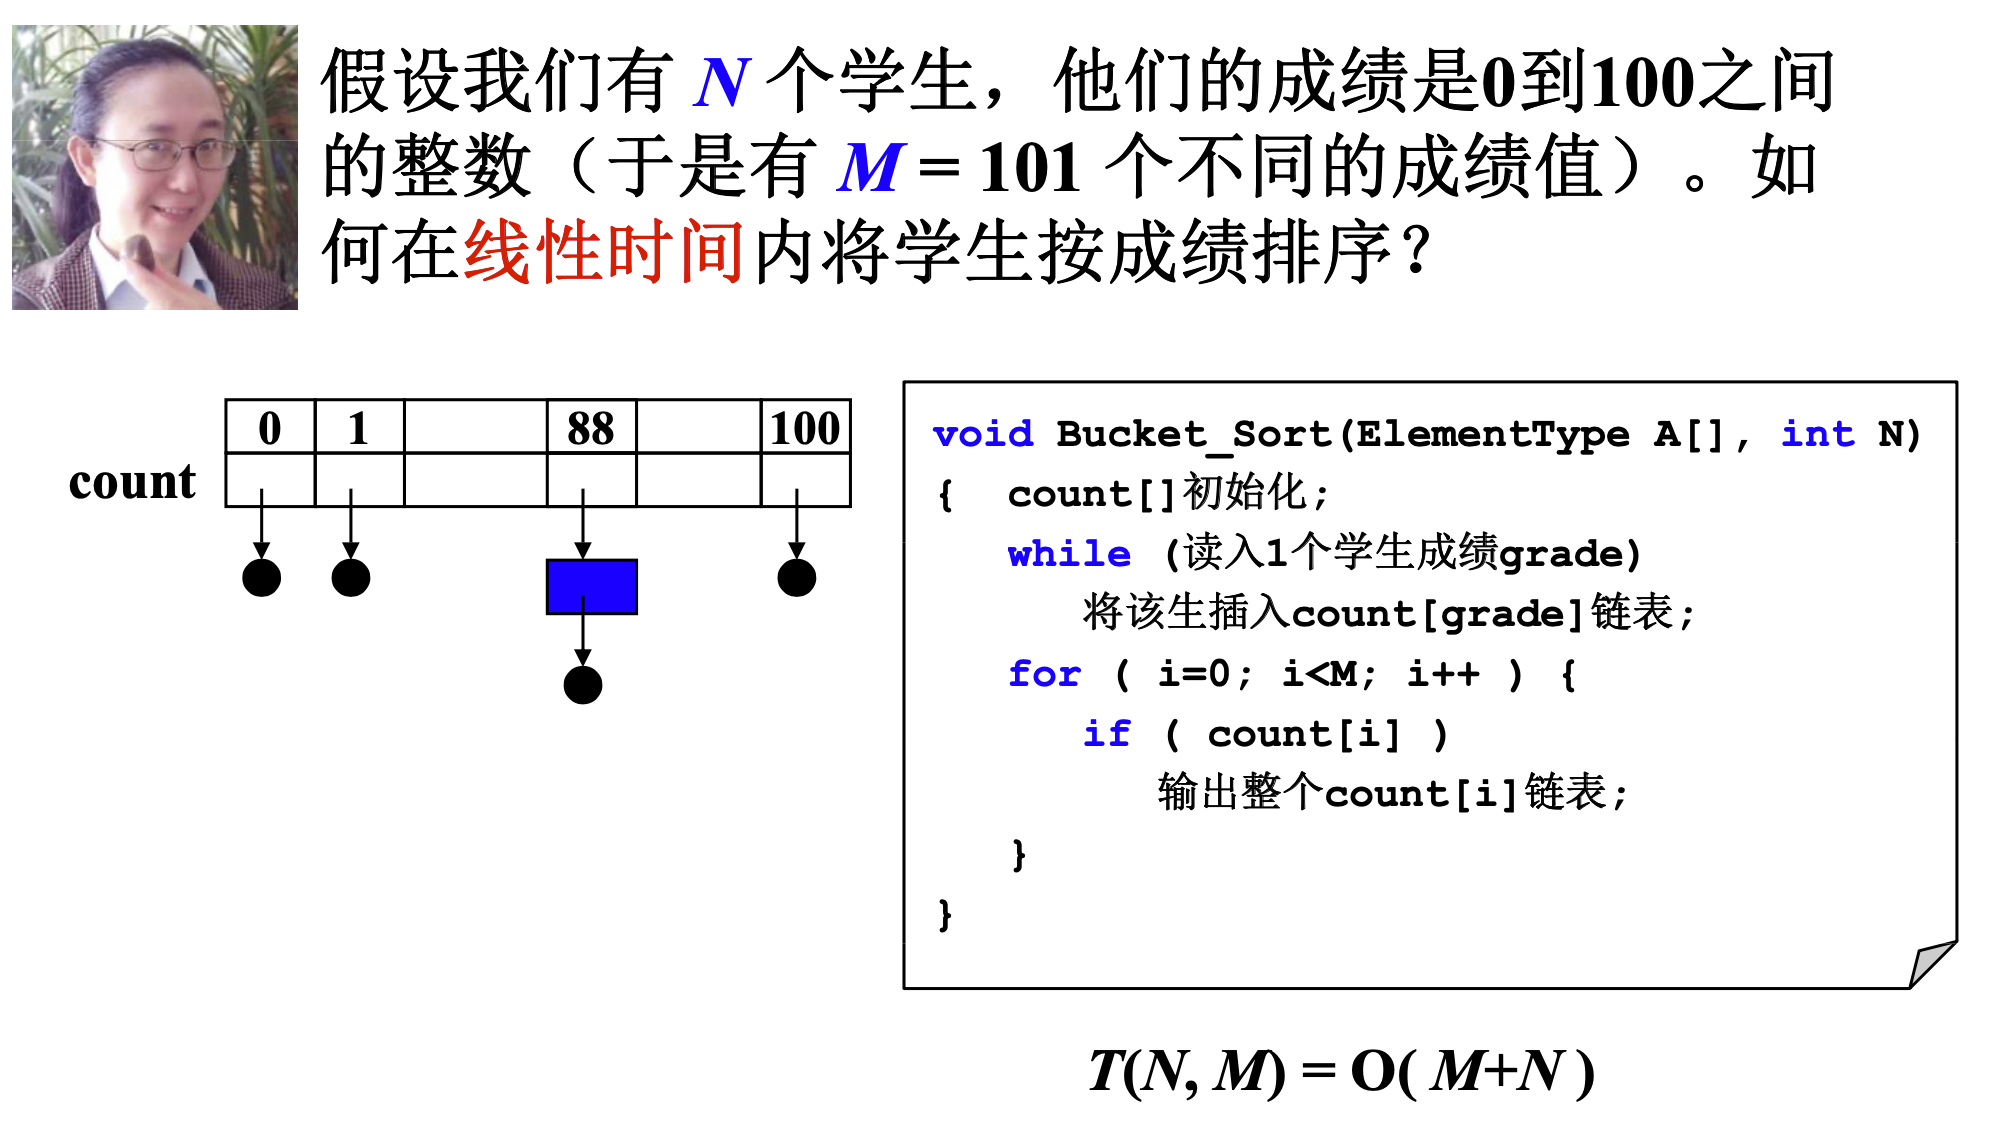 假设我们有 N 个学生，他们的成绩是0到100之间
的整数（于是有 M = 101 个不同的成绩值）。如
何在线性时间内将学生按成绩排序？
0 1 88 100
count
void Bucket_Sort(ElementType A[], int N)
{ count[]初始化;
while (读入1个学生成绩grade)
将该生插入count[grade]链表;
for ( i=0; i<M; i++ ) {
if ( count[i] )
输出整个count[i]链表;
}
}
T(N, M) = O( M+N )